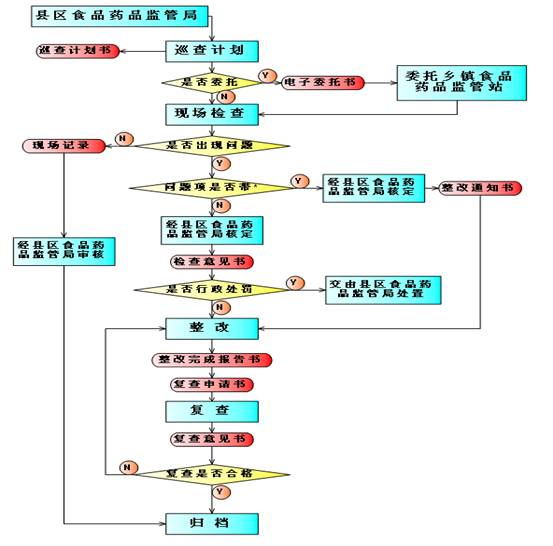 县区食品药品监管局
巡查计划书
巡查计划
是否委托
Y
电子委托书
委托乡镇食品
药品监管站
N
现场检查
现场记录
N
是否出现问题
Y
问题项是否带*
Y
经县区食品药
品监管局核定
整改通知书
N
经县区食品药
品监管局核定
经县区食品药
品监管局审核
检查意见书
是否行政处罚
Y
交由县区食品药
品监管局处置
N
整 改
整改完成报告书
复查申请书
复 查
复查意见书
N
复查是否合格
Y
归 档